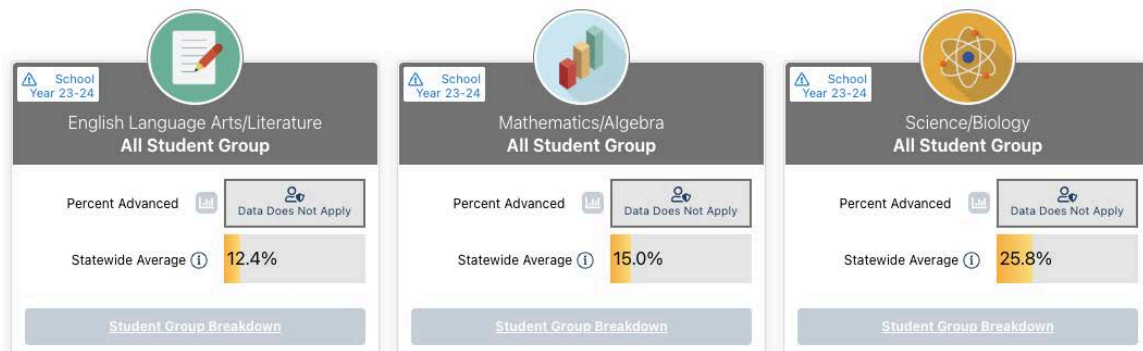 School
Year 23-24
English Language Arts/Literature
All Student Group
Percent Advanced
Data Does Not Apply
Statewide Average
12.4%
Student Group Breakdown
School
Year 23-24
Mathematics/Algebra
All Student Group
Percent Advanced
Data Does Not Apply
Statewide Average
15.0%
Student Group Breakdown
School
Year 23-24
Science/Biology
All Student Group
Percent Advanced
Data Does Not Apply
Statewide Average
25.8%
Student Group Breakdown